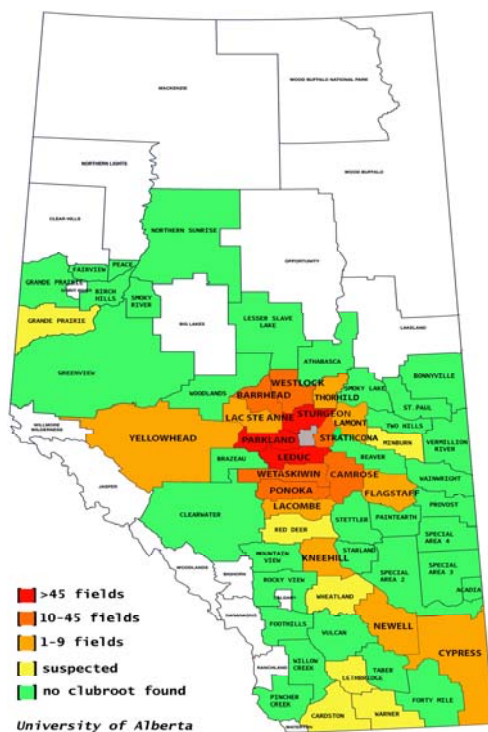 WOOD BUFFALO NATIONAL PARK
MACKENZIE
NORTHERN LIGHTS
WOOD BUFFALO
CLEAR HILLS
NORTHERN SUNRISE
OPPORTUNITY
PEACE
FAIRVIEW
GRANDE PRAIRIE
BIRCH HILLS
SMOKY RIVER
GRANDE PRAIRIE
BIG LAKES
LESSER SLAVE LAKE
LAKELAND
ATHABASCA
GREENVIEW
WOODLANDS
WESTLOCK
BARRHEAD
THORHILD
SMOKY LAKE
BONNYVILLE
ST.PAUL
LAC STE ANNE
STURGEON
LAMONT
TWO HILLS
WILLMORE WILDERNESS
YELLOWHEAD
PARKLAND
STRATHCONA
MINBURN
VERMILLION RIVER
LEDUC
BEAVER
BRAZEAU
WETASKIWIN
CAMROSE
WAINWRIGHT
JASPER
PONOKA
FLAGSTAFF
PROVOST
CLEARWATER
LACOMBE
STETTLER
PAINTEARTH
RED DEER
SPECIAL AREA 4
MOUNTAIN VIEW
KNEEHILL
STARLAND
WOODLANDS
BIGHORN
SPECIAL AREA 2
SPECIAL AREA 3
ROCKY VIEW
WHEATLAND
ACADIA
>45 fields
10-45 fields
1-9 fields
suspected
no clubroot found
FOOTHILLS
VULCAN
NEWELL
CYPRESS
RANCHLAND
WILLOW CREEK
TABER
LETHBRIDGE
PINCHER CREEK
FORTY MILE
CARDSTON
WARNER
University of Alberta